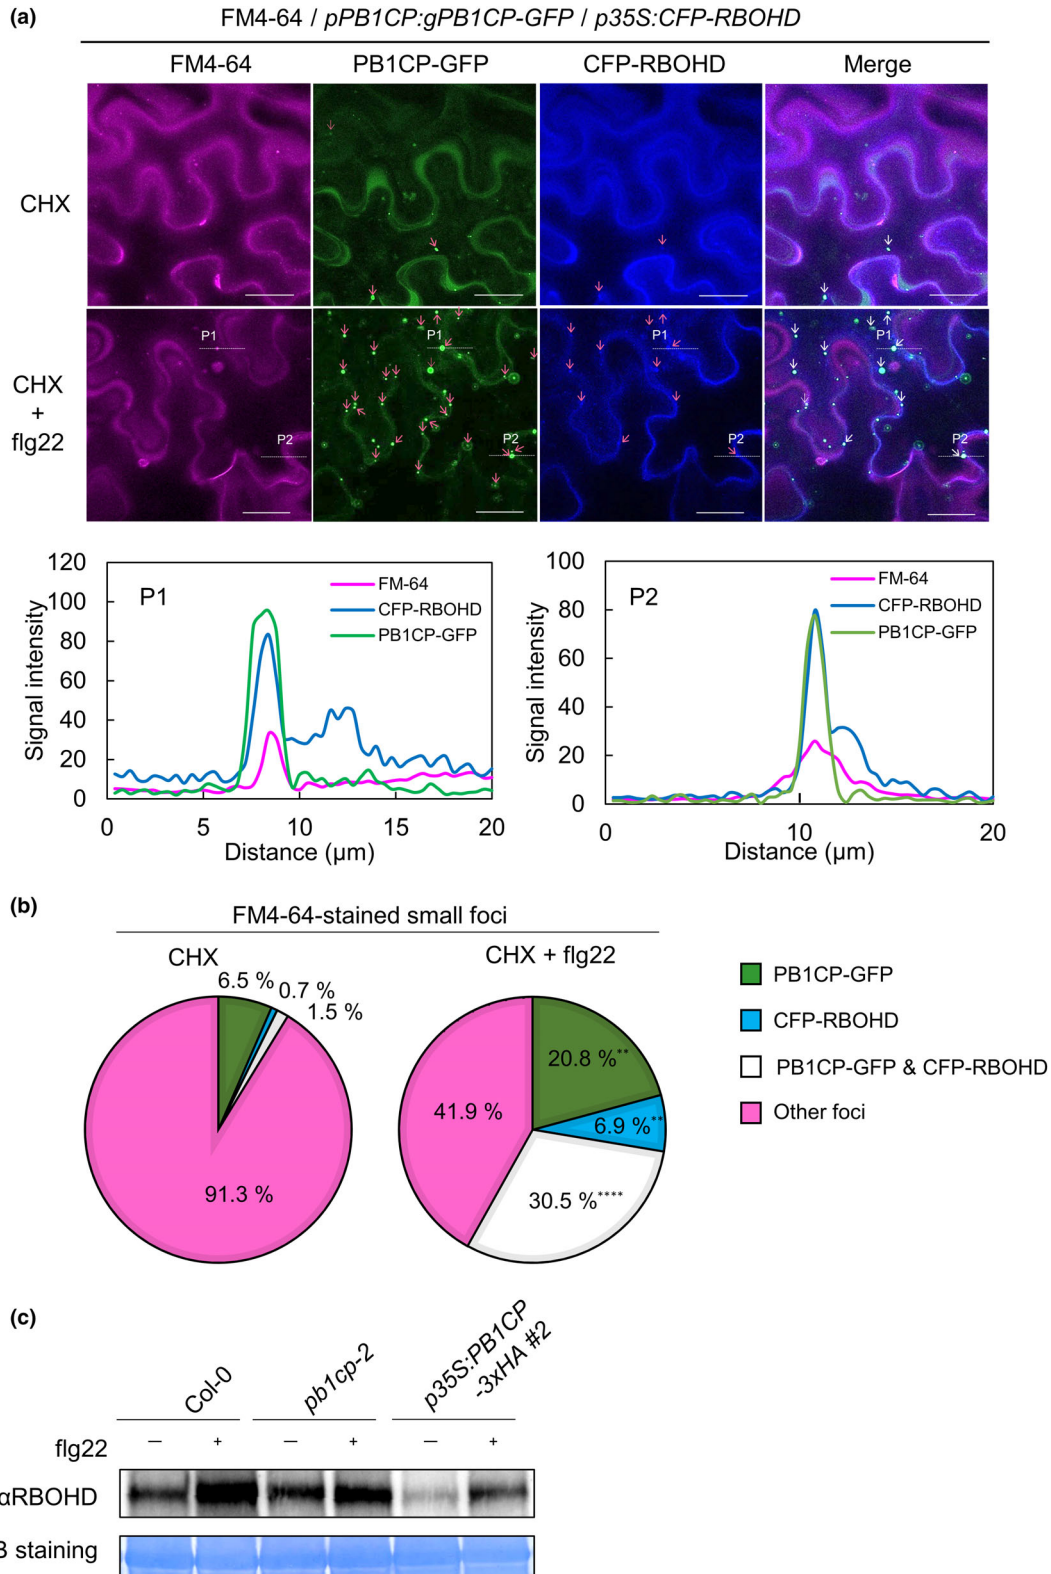 (a)
FM4-64 / pPB1CP:gPB1CP-GFP / p35S:CFP-RBOHD
FM4-64 PB1CP-GFP CFP-RBOHD Merge
CHX
P1 P1 P1 P1
CHX
+
flg22
P2 P2 P2 P2
120
100
80
60
40
20
0
Signal intensity
P1
FM-64
CFP-RBOHD
PB1CP-GFP
0 5 10 15 20
Distance (µm)
100
80
60
40
20
0
Signal intensity
P2
FM-64
CFP-RBOHD
PB1CP-GFP
0 10 20
Distance (µm)
(b)
FM4-64-stained small foci
CHX
6.5 %
0.7 %
1.5 %
91.3 %
CHX + flg22
20.8 %**
6.9 %**
30.5 %****
41.9 %
PB1CP-GFP
CFP-RBOHD
PB1CP-GFP & CFP-RBOHD
Other foci
(c)
Col-0
pb1cp-2
p35S:PB1CP
-3xHA #2
flg22 — + — + — +
αRBOHD
B staining